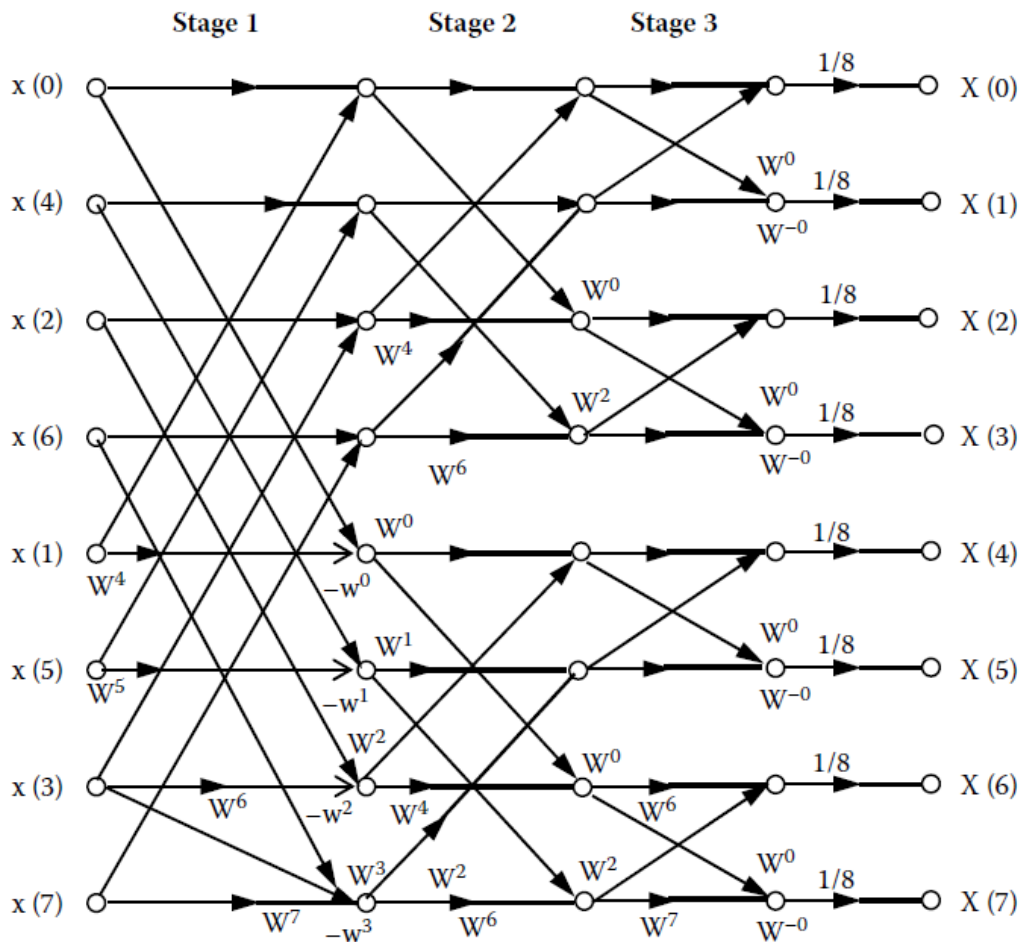 Stage 1 Stage 2 Stage 3
1/8
x (0) X (0)
W⁰ 1/8
x (4) X (1)
W⁻⁰
W⁰ 1/8
x (2) X (2)
W⁴
W² W⁰ 1/8
x (6) X (3)
W⁶ W⁻⁰
W⁰ 1/8
x (1) X (4)
W⁴ −w⁰
W¹ W⁰ 1/8
x (5) X (5)
W⁵ −w¹ W⁻⁰
W² W⁰ 1/8
x (3) X (6)
W⁶ −w² W⁴ W⁶
W³ W² W² W⁰ 1/8
x (7) X (7)
W⁷ −w³ W⁶ W⁷ W⁻⁰